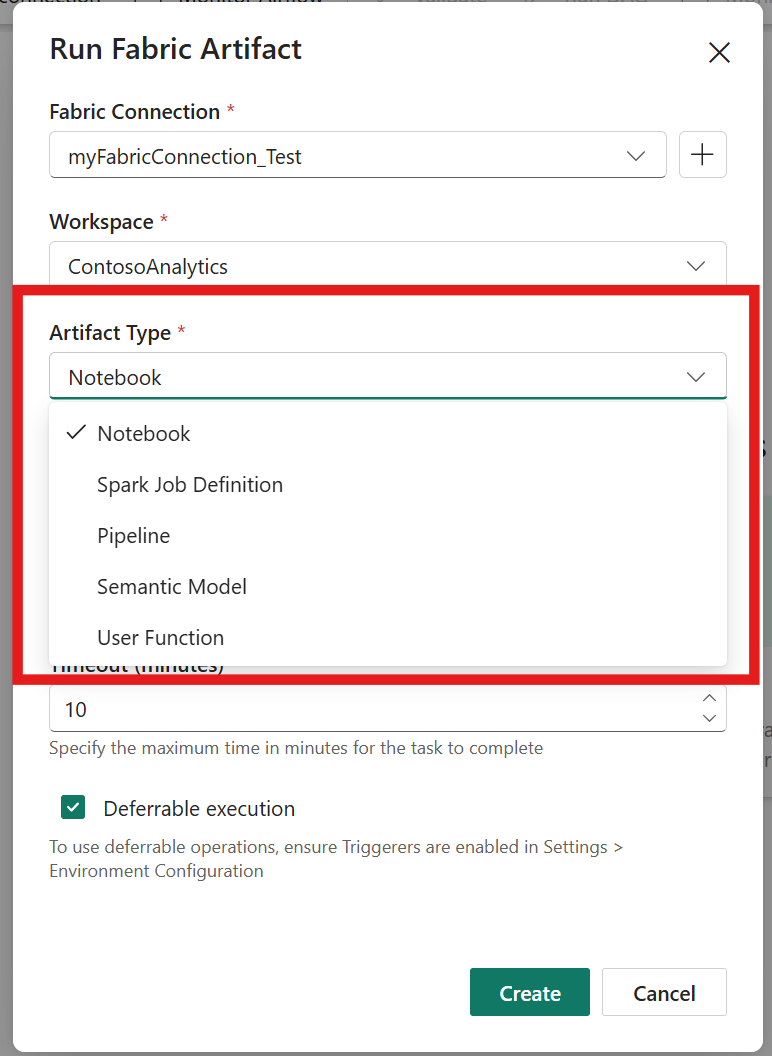 Run Fabric Artifact
Fabric Connection *
myFabricConnection_Test
Workspace *
ContosoAnalytics
Artifact Type *
Notebook
Notebook
Spark Job Definition
Pipeline
Semantic Model
User Function
Timeout (minutes)
10
Specify the maximum time in minutes for the task to complete
Deferrable execution
To use deferrable operations, ensure Triggerers are enabled in Settings >
Environment Configuration
Create
Cancel